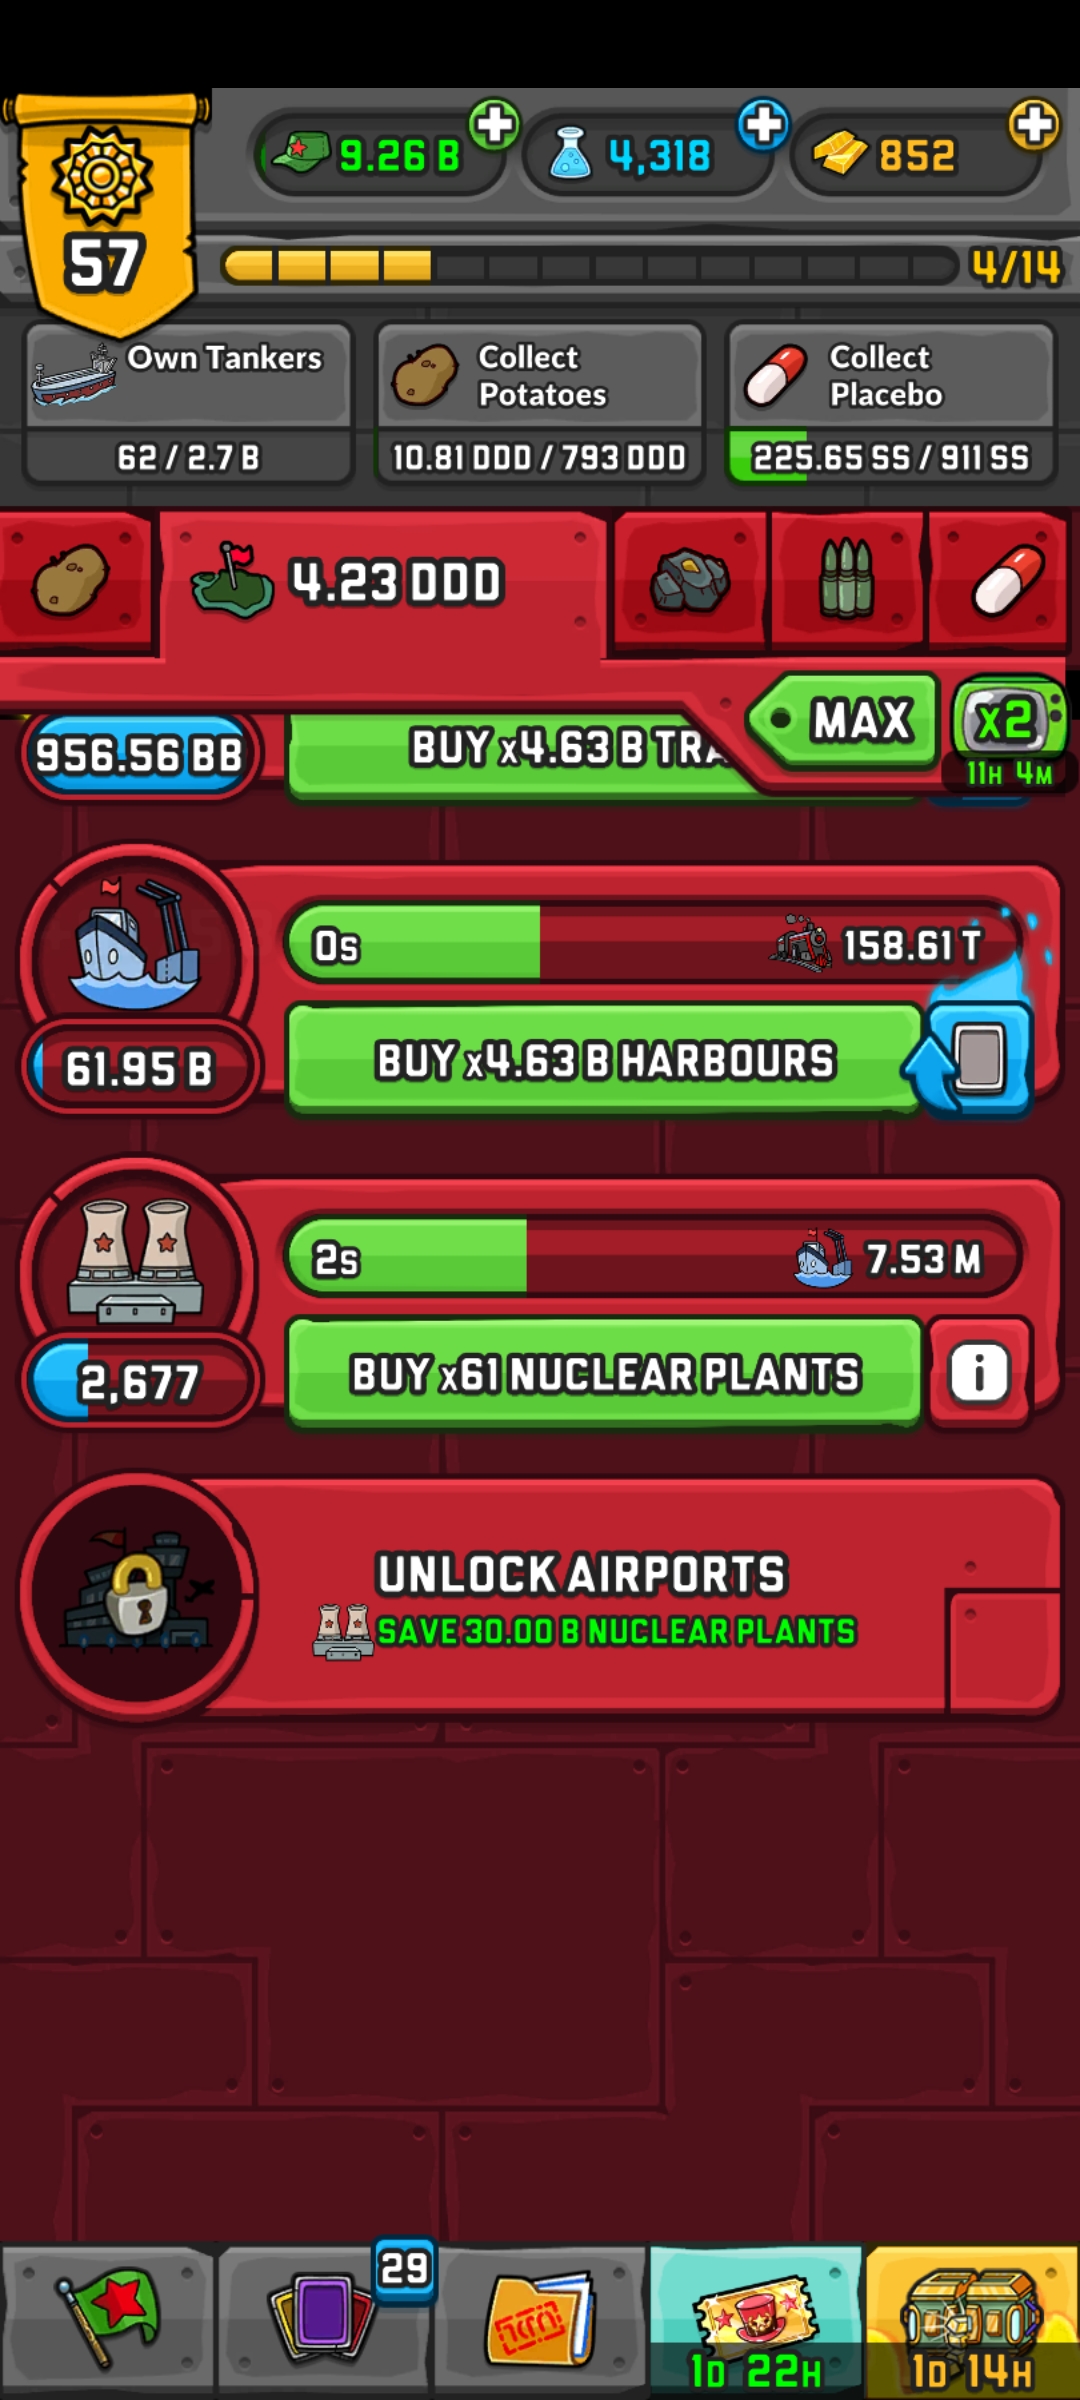 57
9.26 B
4,318
852
4/14
Own Tankers
62 / 2.7 B
Collect
Potatoes
10.81 DDD / 793 DDD
Collect
Placebo
225.65 SS / 911 SS
4.23 DDD
MAX
x2
11H 4M
956.56 BB
BUY x4.63 B TRA
0s
158.61 T
61.95 B
BUY x4.63 B HARBOURS
2s
7.53 M
2,677
BUY x61 NUCLEAR PLANTS
i
UNLOCK AIRPORTS
SAVE 30.00 B NUCLEAR PLANTS
29
1D 22H
1D 14H